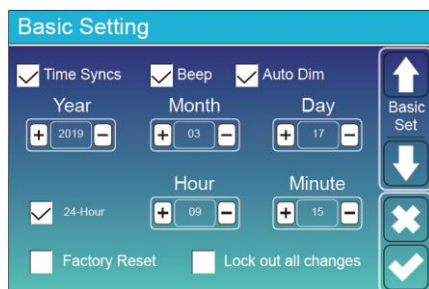 Basic Setting
Time Syncs Beep Auto Dim
Year Month Day
+ 2019 − + 03 − + 17 −
Hour Minute
24-Hour + 09 − + 15 −
Factory Reset Lock out all changes
Basic
Set